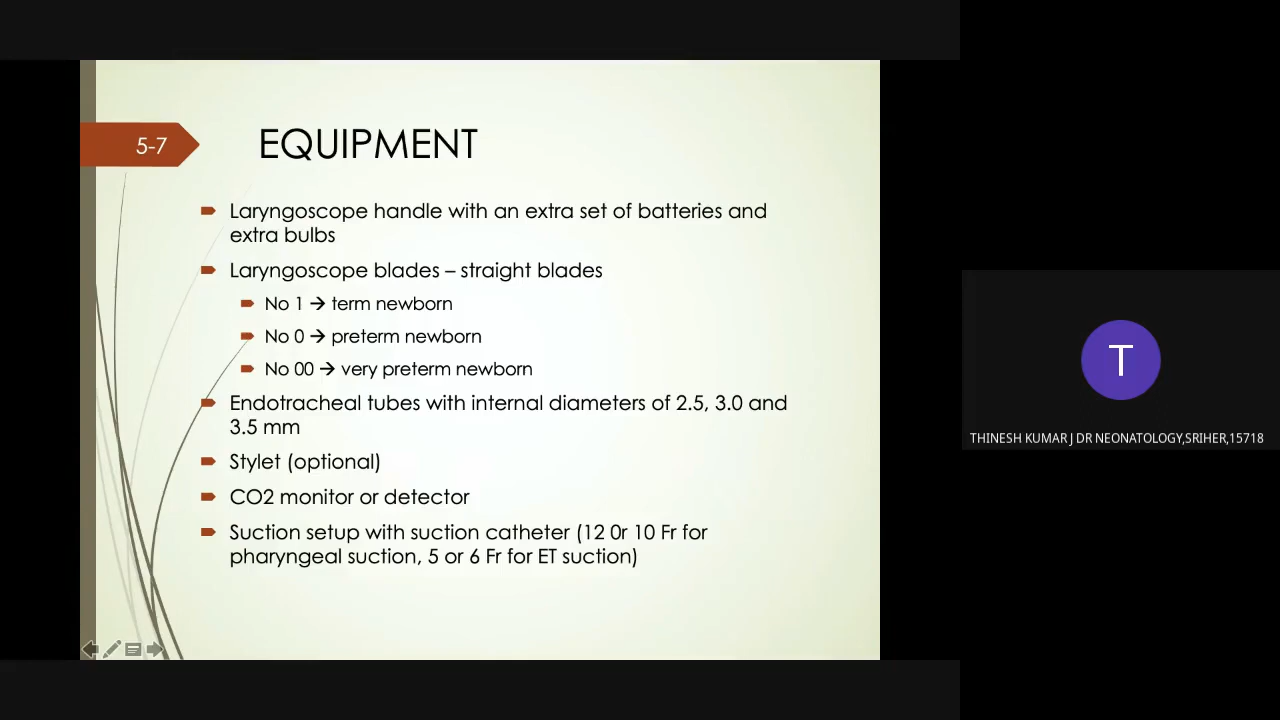 5-7
EQUIPMENT
Laryngoscope handle with an extra set of batteries and
extra bulbs
Laryngoscope blades – straight blades
No 1 → term newborn
No 0 → preterm newborn
No 00 → very preterm newborn
Endotracheal tubes with internal diameters of 2.5, 3.0 and
3.5 mm
Stylet (optional)
CO2 monitor or detector
Suction setup with suction catheter (12 0r 10 Fr for
pharyngeal suction, 5 or 6 Fr for ET suction)
T
THINESH KUMAR J DR NEONATOLOGY,SRIHER,15718